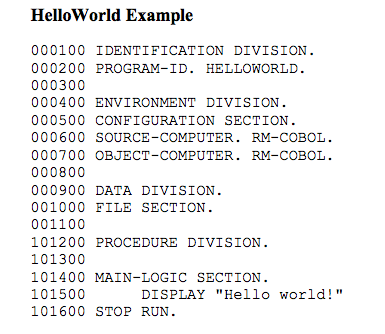 HelloWorld Example
000100 IDENTIFICATION DIVISION.
000200 PROGRAM-ID. HELLOWORLD.
000300
000400 ENVIRONMENT DIVISION.
000500 CONFIGURATION SECTION.
000600 SOURCE-COMPUTER. RM-COBOL.
000700 OBJECT-COMPUTER. RM-COBOL.
000800
000900 DATA DIVISION.
001000 FILE SECTION.
001100
101200 PROCEDURE DIVISION.
101300
101400 MAIN-LOGIC SECTION.
101500      DISPLAY "Hello world!"
101600 STOP RUN.